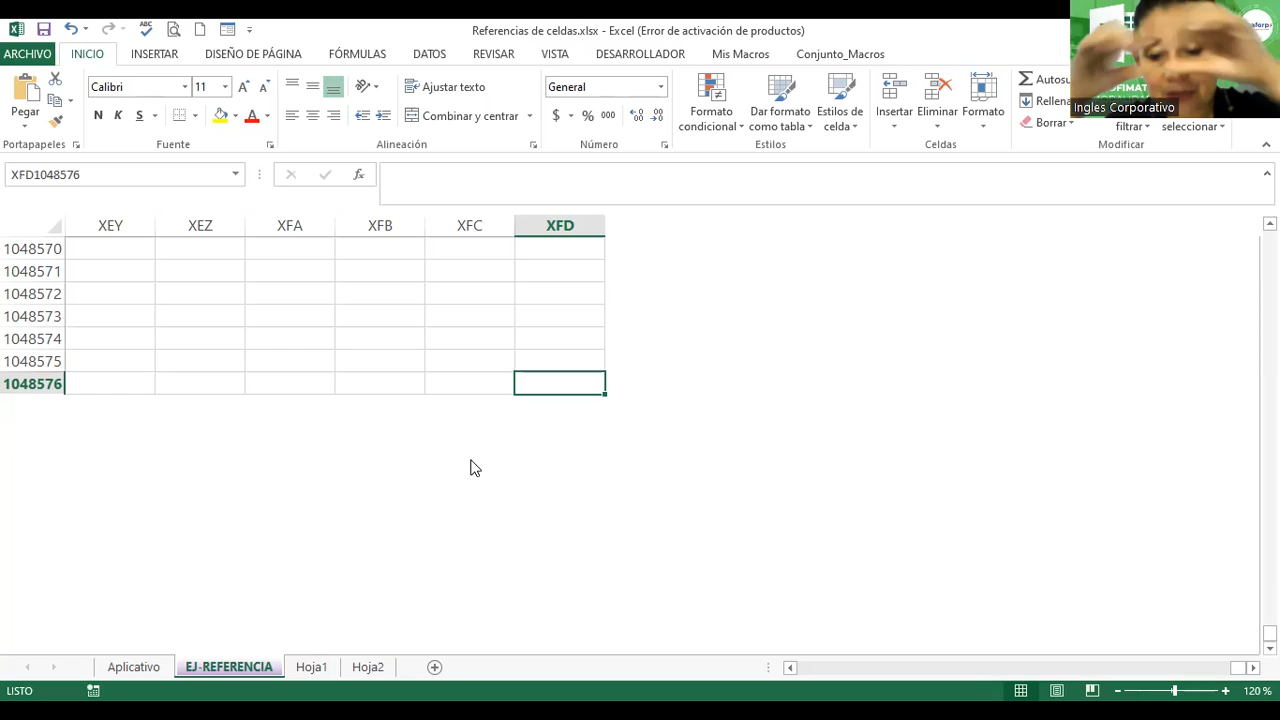 ABC
Referencias de celdas.xlsx - Excel (Error de activación de productos)
ARCHIVO INICIO INSERTAR DISEÑO DE PÁGINA FÓRMULAS DATOS REVISAR VISTA DESARROLLADOR Mis Macros Conjunto_Macros
Pegar
Calibri 11
N K S
Ajustar texto
Combinar y centrar
General
$ % 000
Formato condicional
Dar formato como tabla
Estilos de celda
Insertar
Eliminar
Formato
Autosu
Rellena
Borrar
filtrar
seleccionar
Ingles Corporativo
Portapapeles Fuente Alineación Número Estilos Celdas Modificar
XFD1048576 fx
XEY XEZ XFA XFB XFC XFD
1048570
1048571
1048572
1048573
1048574
1048575
1048576
Aplicativo EJ-REFERENCIA Hoja1 Hoja2
LISTO 120 %